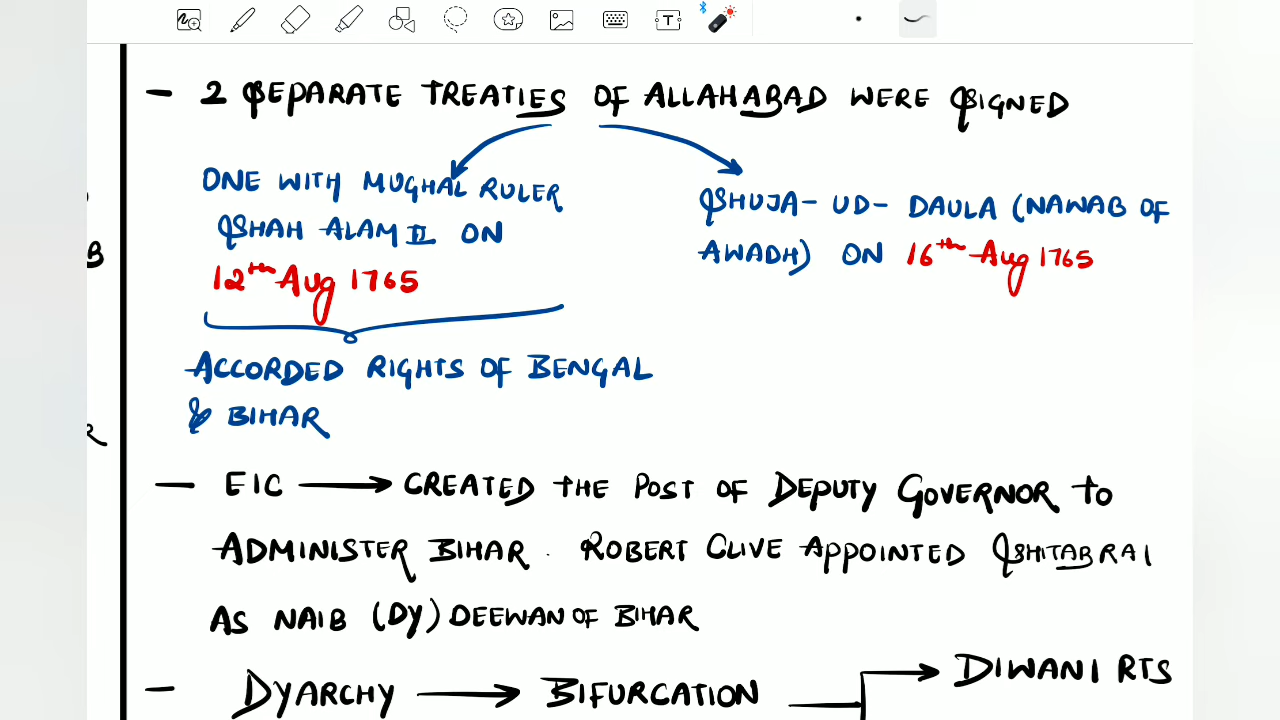 - 2 SEPARATE TREATIES OF ALLAHABAD WERE SIGNED
ONE WITH MUGHAL RULER
SHAH ALAM II ON
12th Aug 1765
SHUJA-UD-DAULA (NAWAB OF
AWADH) ON 16th Aug 1765
ACCORDED RIGHTS OF BENGAL
& BIHAR
- EIC → CREATED THE POST OF DEPUTY GOVERNOR TO
ADMINISTER BIHAR. ROBERT CLIVE APPOINTED SHITABRAI
AS NAIB (DY) DEEWAN OF BIHAR
- DYARCHY → BIFURCATION → DIWANI RTS
B
R